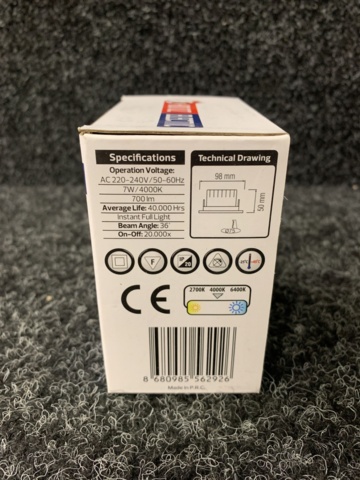 Specifications
Operation Voltage:
AC 220-240V/50-60Hz
7W/4000K
700 lm
Average Life: 40.000 Hrs
Instant Full Light
Beam Angle: 36°
On-Off: 20.000x
Technical Drawing
98 mm
50 mm
F
CE
2700K 4000K 6400K
8 680985 562926
Made in P.R.C.